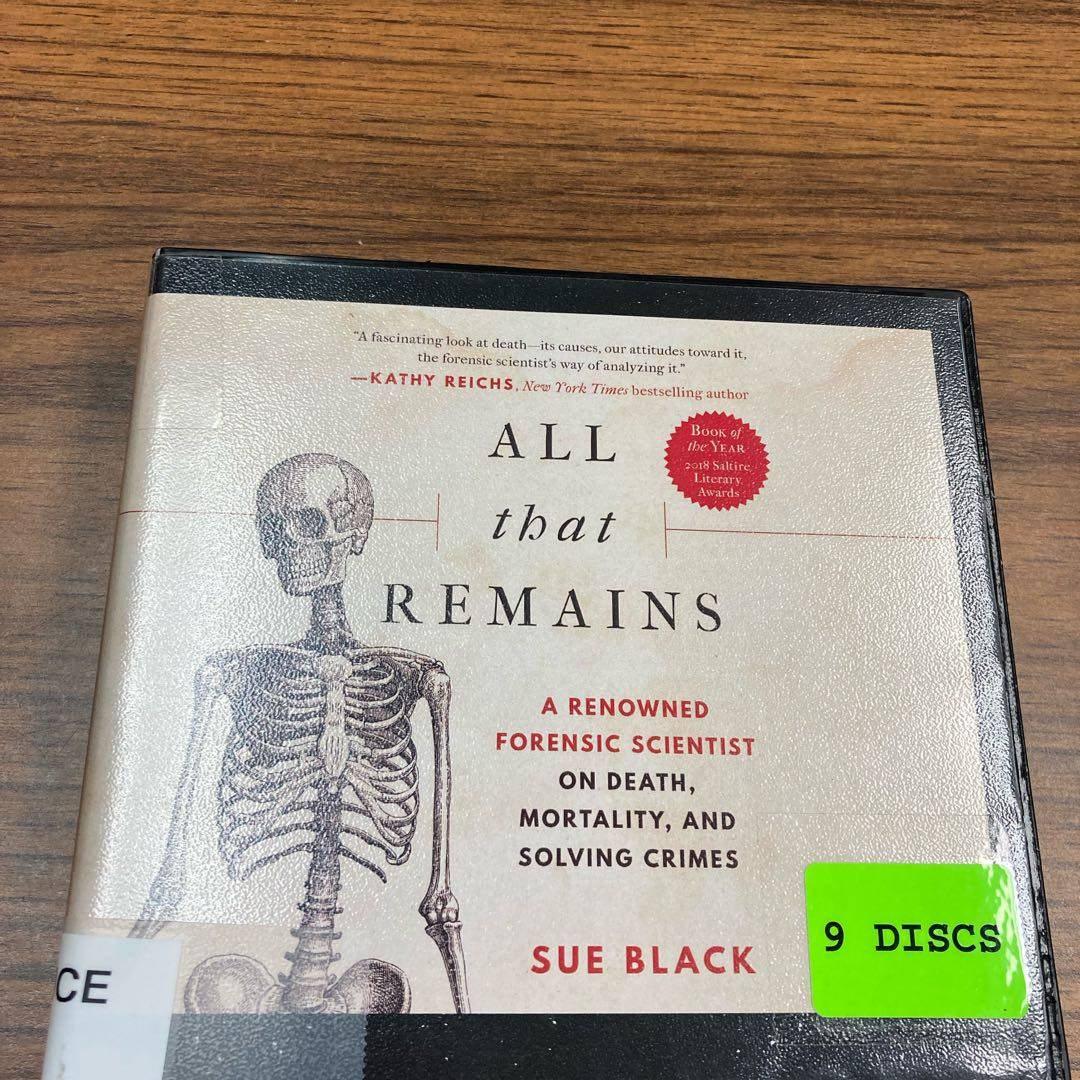 "A fascinating look at death—its causes, our attitudes toward it,
the forensic scientist's way of analyzing it."
—KATHY REICHS, New York Times bestselling author
ALL
that
REMAINS
BOOK of
the YEAR
2018 Saltire
Literary
Awards
A RENOWNED
FORENSIC SCIENTIST
ON DEATH,
MORTALITY, AND
SOLVING CRIMES
SUE BLACK
9 DISCS
CE